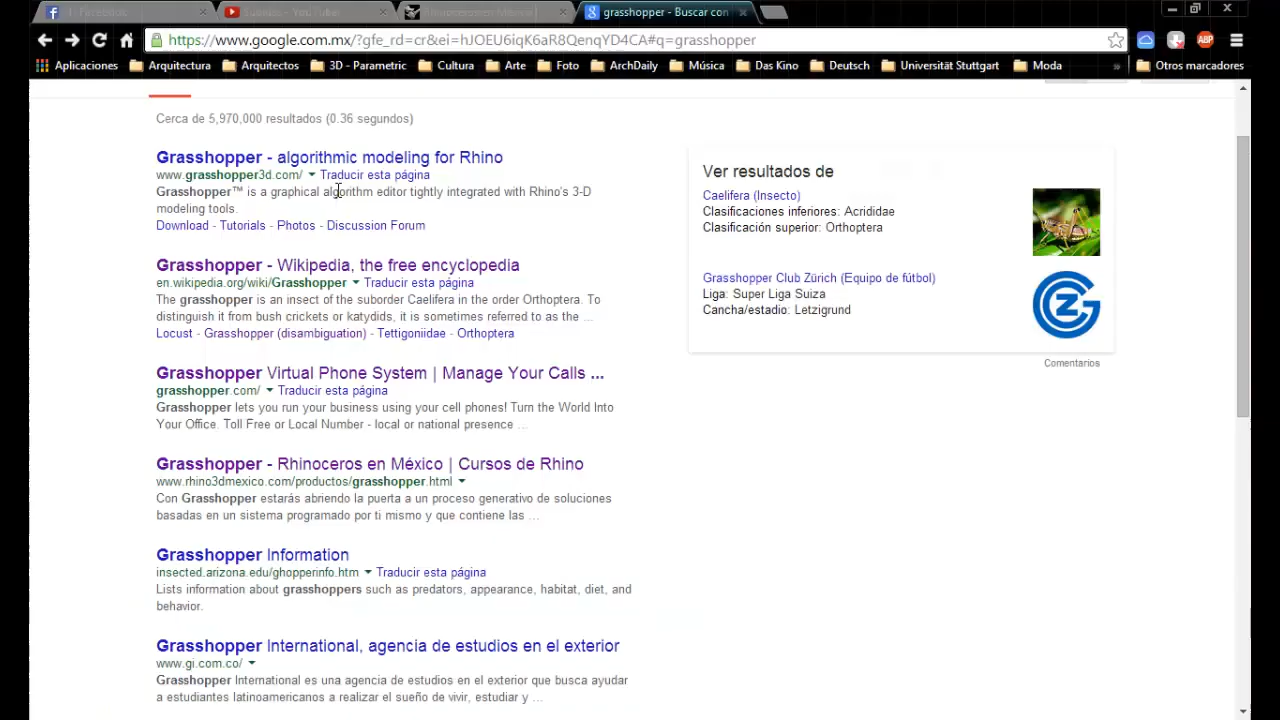 Facebook
YouTube
grasshopper - Buscar con
https://www.google.com.mx/?gfe_rd=cr&ei=hJOEU6iqK6aR8QenqYD4CA#q=grasshopper
ABP
Aplicaciones Arquitectura Arquitectos 3D - Parametric Cultura Arte Foto ArchDaily Música Das Kino Deutsch Universität Stuttgart Moda » Otros marcadores
Cerca de 5,970,000 resultados (0.36 segundos)
Grasshopper - algorithmic modeling for Rhino
www.grasshopper3d.com/ Traducir esta página
Grasshopper™ is a graphical algorithm editor tightly integrated with Rhino's 3-D
modeling tools.
Download - Tutorials - Photos - Discussion Forum
Grasshopper - Wikipedia, the free encyclopedia
en.wikipedia.org/wiki/Grasshopper Traducir esta página
The grasshopper is an insect of the suborder Caelifera in the order Orthoptera. To
distinguish it from bush crickets or katydids, it is sometimes referred to as the ...
Locust - Grasshopper (disambiguation) - Tettigoniidae - Orthoptera
Grasshopper Virtual Phone System | Manage Your Calls ...
grasshopper.com/ Traducir esta página
Grasshopper lets you run your business using your cell phones! Turn the World Into
Your Office. Toll Free or Local Number - local or national presence ...
Grasshopper - Rhinoceros en México | Cursos de Rhino
www.rhino3dmexico.com/productos/grasshopper.html
Con Grasshopper estarás abriendo la puerta a un proceso generativo de soluciones
basadas en un sistema programado por ti mismo y que contiene las ...
Grasshopper Information
insected.arizona.edu/ghopperinfo.htm Traducir esta página
Lists information about grasshoppers such as predators, appearance, habitat, diet, and
behavior.
Grasshopper International, agencia de estudios en el exterior
www.gi.com.co/
Grasshopper International es una agencia de estudios en el exterior que busca ayudar
a estudiantes latinoamericanos a realizar el sueño de vivir, estudiar y ...
Ver resultados de
Caelifera (Insecto)
Clasificaciones inferiores: Acrididae
Clasificación superior: Orthoptera
Grasshopper Club Zürich (Equipo de fútbol)
Liga: Super Liga Suiza
Cancha/estadio: Letzigrund
Comentarios